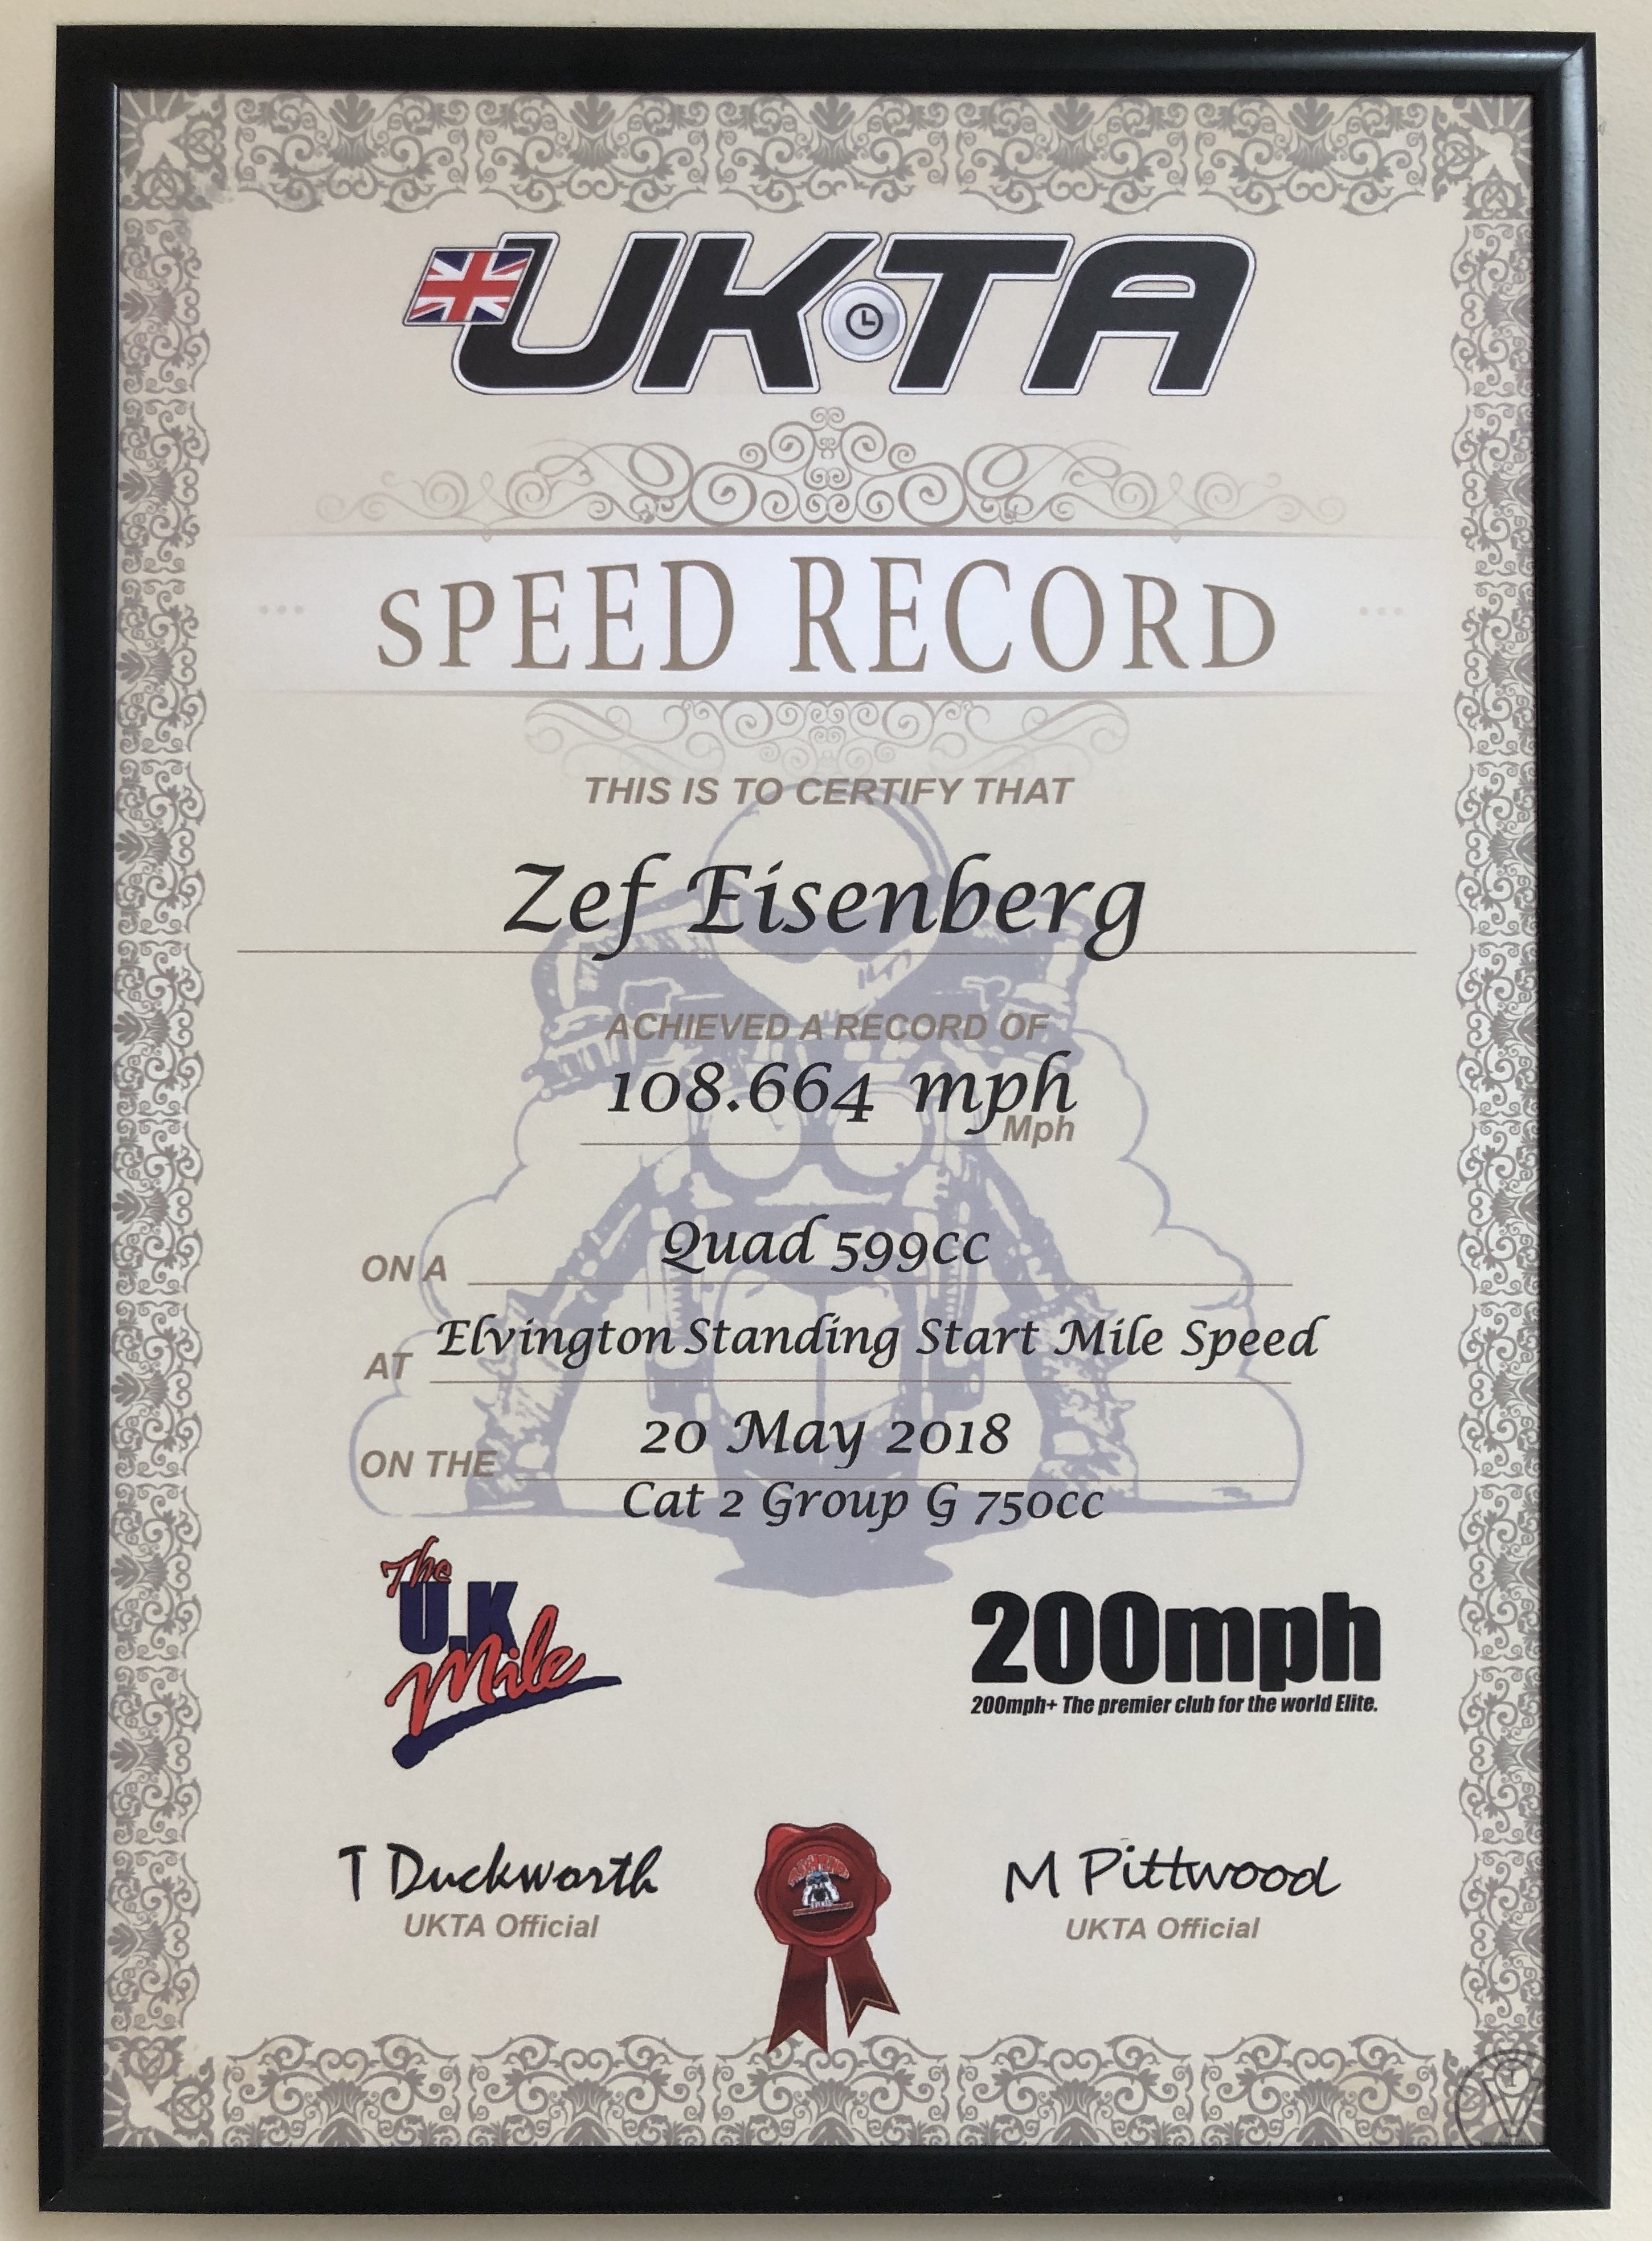 UKTA
SPEED RECORD
THIS IS TO CERTIFY THAT
Zef Eisenberg
ACHIEVED A RECORD OF
108.664 mph
Mph
ON A Quad 599cc
AT Elvington Standing Start Mile Speed
ON THE 20 May 2018
Cat 2 Group G 750cc
The
U.K
Mile
200mph
200mph+ The premier club for the world Elite.
T Duckworth
UKTA Official
M Pittwood
UKTA Official